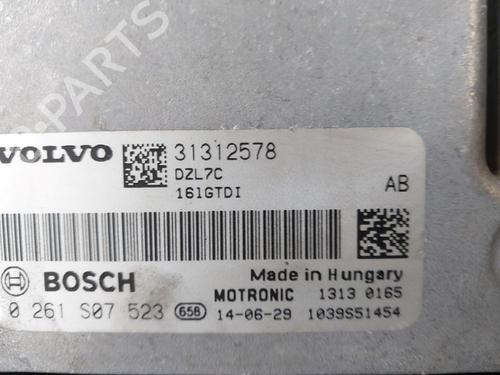 VOLVO 31312578
DZL7C
161GTDI AB
BOSCH Made in Hungary
MOTRONIC 1313 0165
0 261 S07 523 658 14-06-29 1039S51454